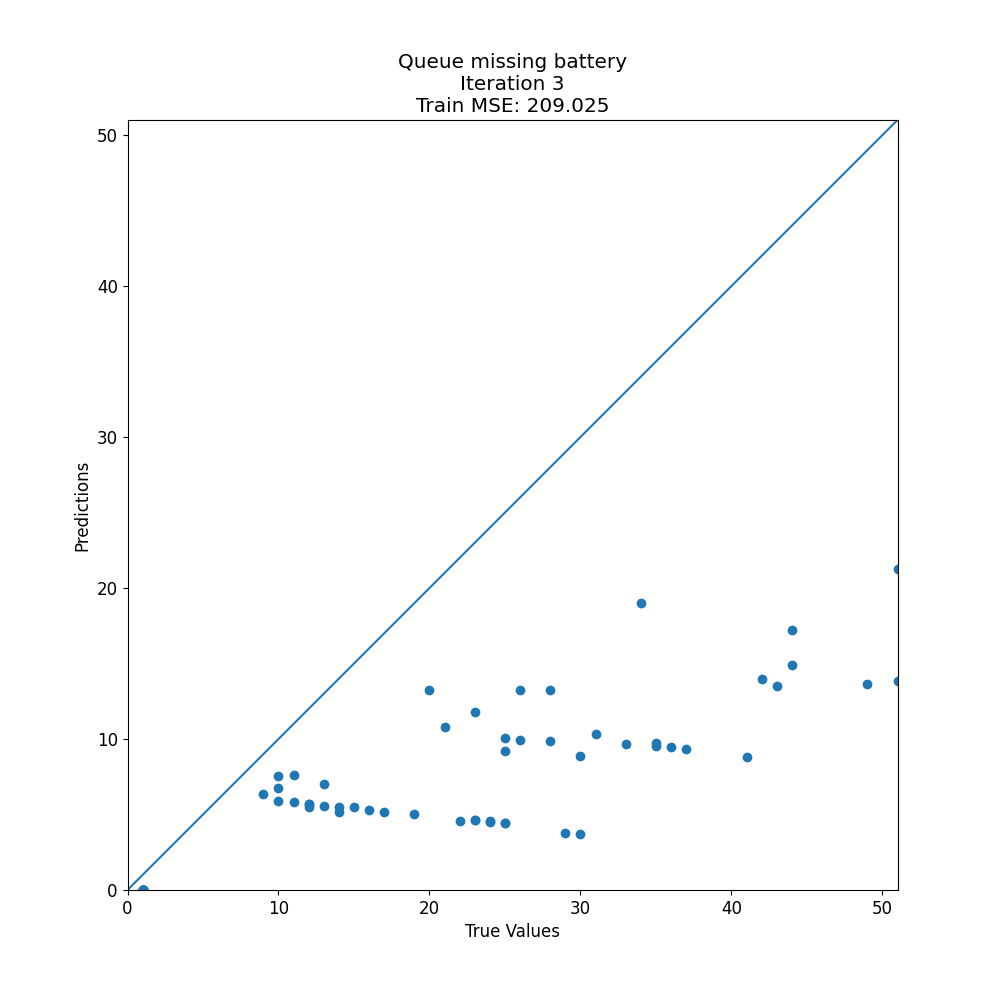 Queue missing battery
Iteration 3
Train MSE: 209.025
50
40
30
20
10
0
Predictions
0 10 20 30 40 50
True Values